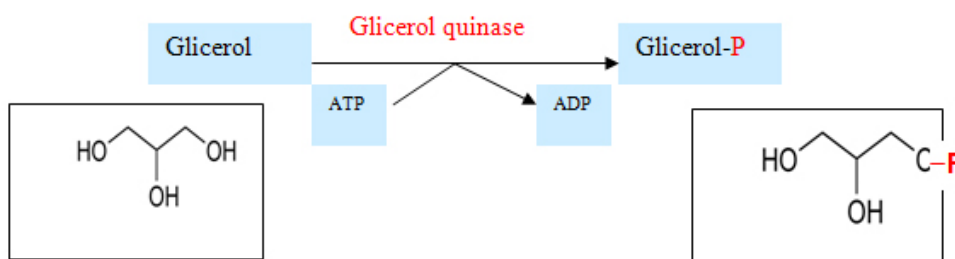 Glicerol quinase
Glicerol
Glicerol-P
ATP
ADP
HO
OH
OH
HO
C-P
OH